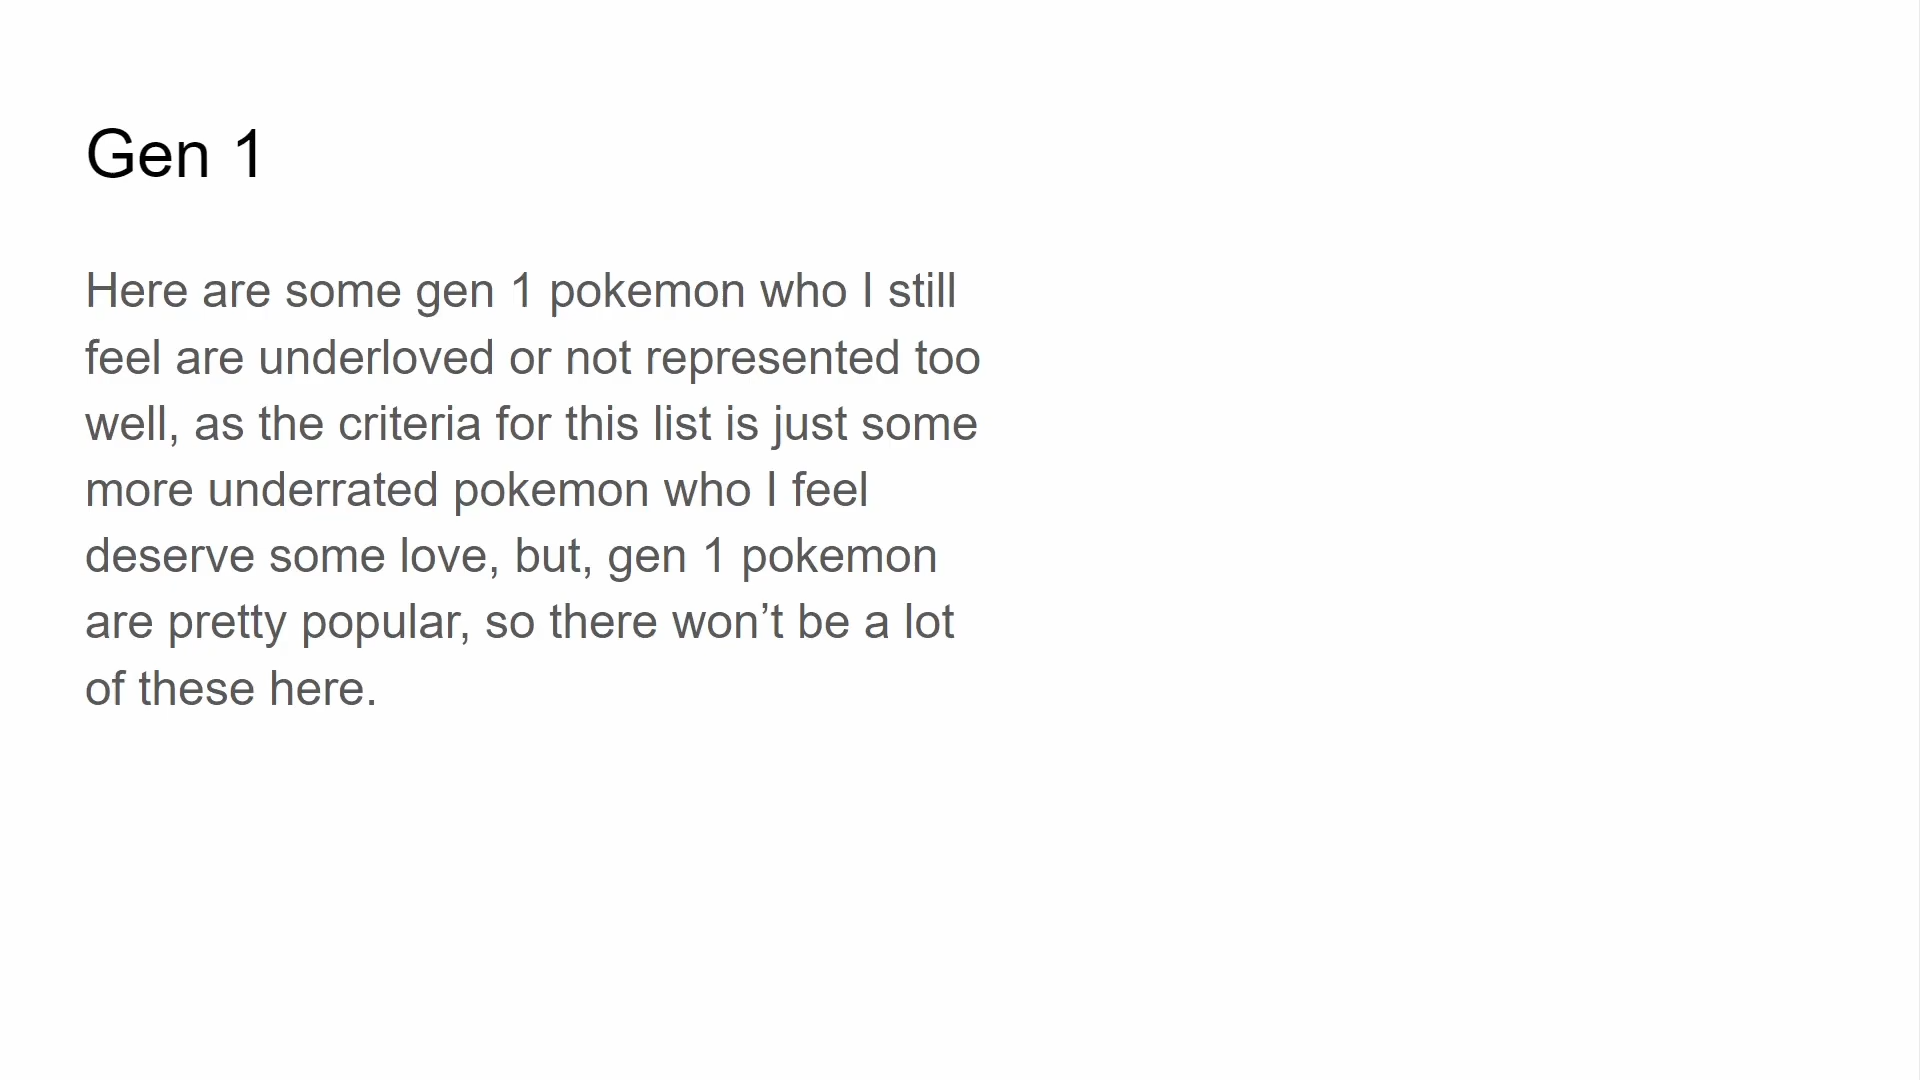 Gen 1
Here are some gen 1 pokemon who I still
feel are underloved or not represented too
well, as the criteria for this list is just some
more underrated pokemon who I feel
deserve some love, but, gen 1 pokemon
are pretty popular, so there won’t be a lot
of these here.